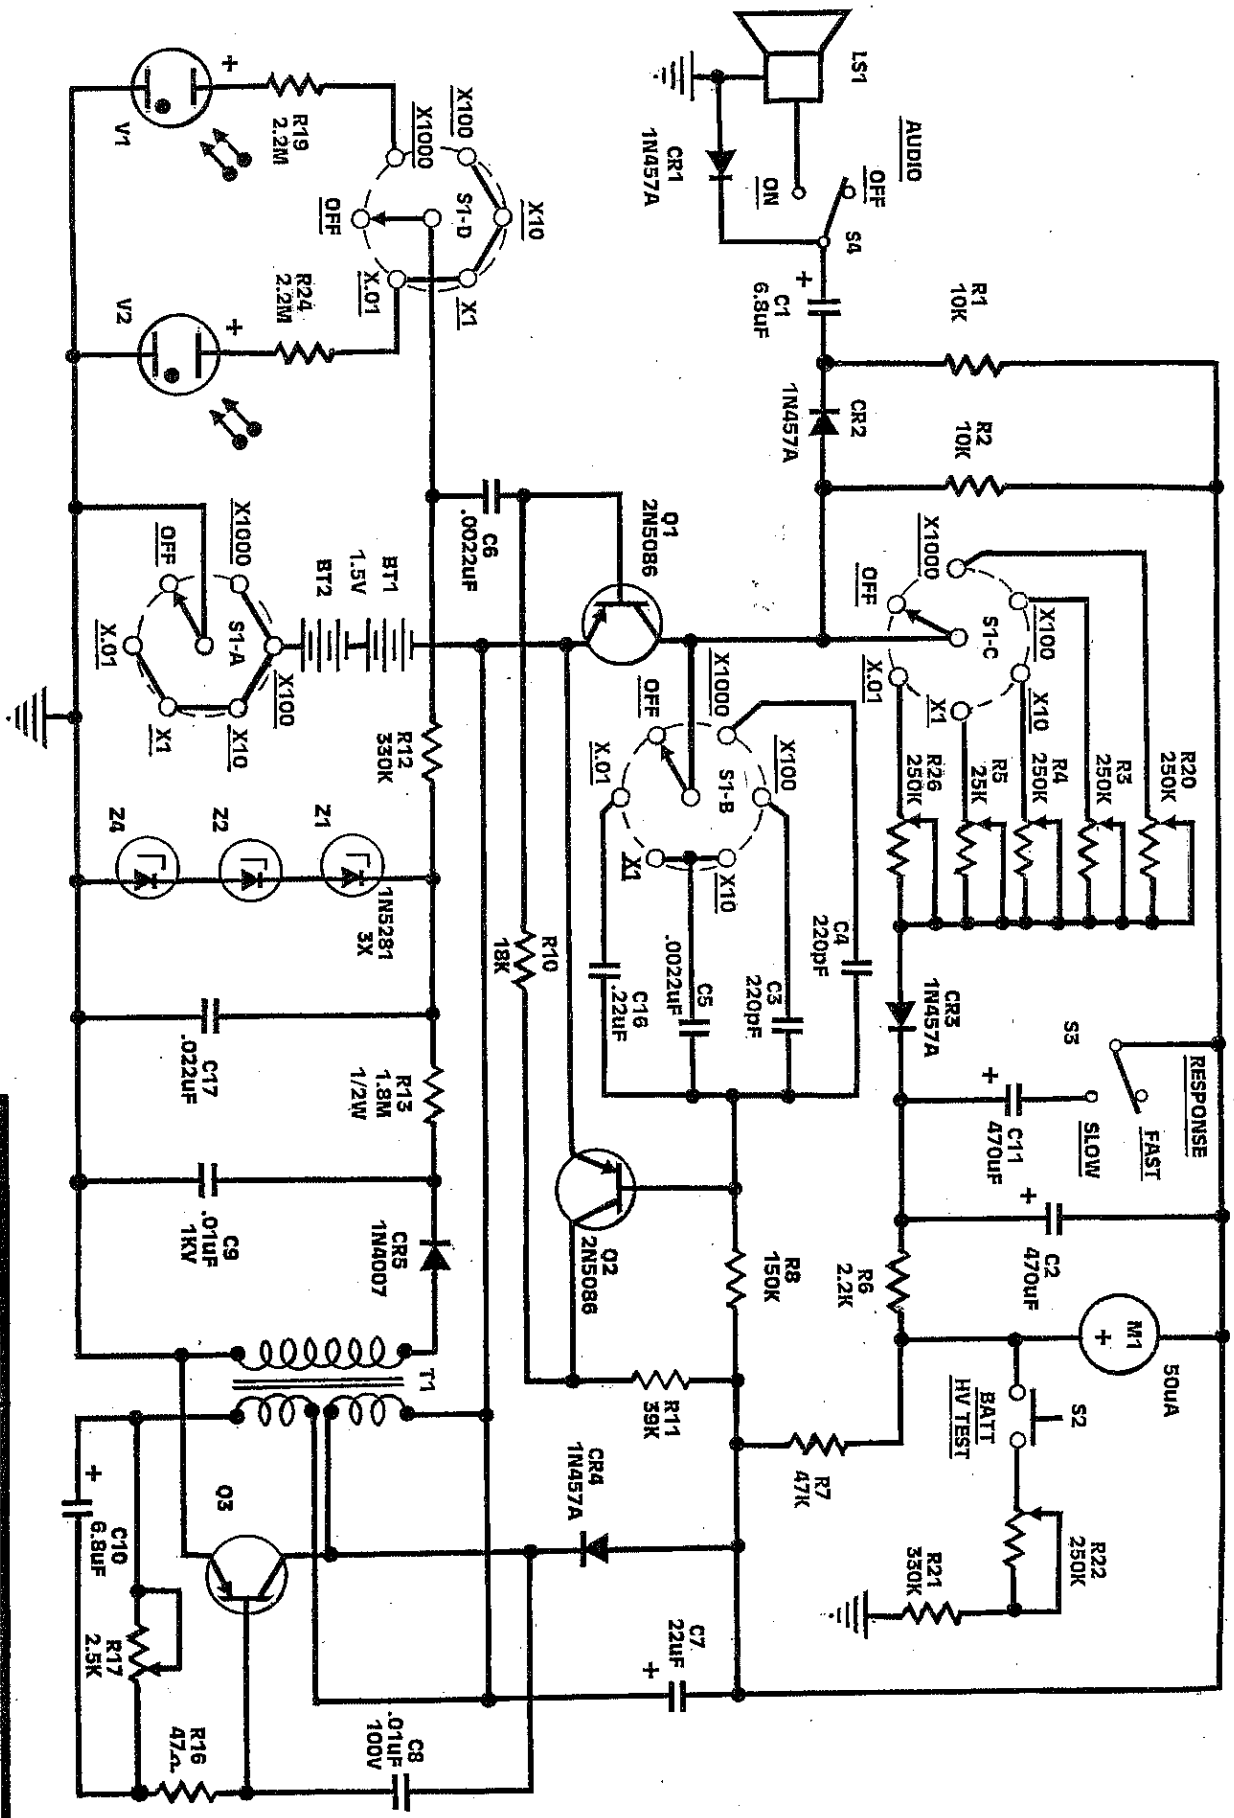 AUDIO
LS1
OFF
S4
ON
CR1
1N457A
C1
6.8uF
+
R1
10K
R2
10K
CR2
1N457A
X1000
X100
X10
X1
X.01
OFF
S1-C
R20
250K
R3
250K
R4
250K
R5
25K
R26
250K
CR3
1N457A
RESPONSE
S3
FAST
SLOW
+
C11
470uF
+
C2
470uF
M1
+
50uA
S2
BATT
HV TEST
R22
250K
R21
330K
R6
2.2K
R7
47K
Q1
2N5086
X1000
X100
X10
X1
X.01
OFF
S1-B
C4
220pF
C3
220pF
C5
.0022uF
C16
.22uF
R8
150K
Q2
2N5086
R11
39K
CR4
1N457A
C7
22uF
+
C6
.0022uF
R10
18K
X10
X100
X1000
X1
X.01
OFF
S1-D
R19
2.2M
+
V1
R24
2.2M
+
V2
BT1
1.5V
BT2
X1000
X100
X10
X1
X.01
OFF
S1-A
R12
330K
Z1
1N5281
3X
Z2
Z4
C17
.022uF
R13
1.8M
1/2W
C9
.01uF
1KV
CR5
1N4007
T1
Q3
+
C10
6.8uF
R17
2.5K
R16
47Ω
C8
.01uF
100V